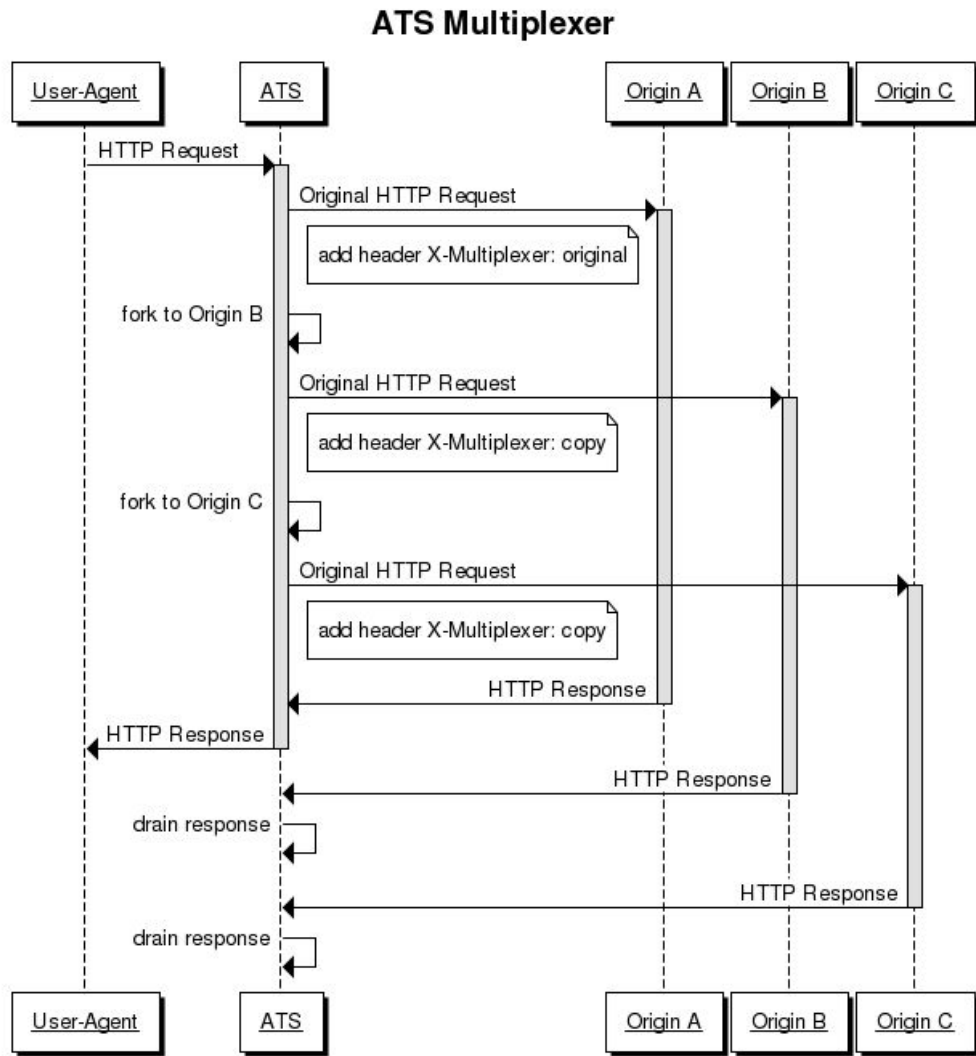 ATS Multiplexer
User-Agent
ATS
Origin A
Origin B
Origin C
HTTP Request
Original HTTP Request
add header X-Multiplexer: original
fork to Origin B
Original HTTP Request
add header X-Multiplexer: copy
fork to Origin C
Original HTTP Request
add header X-Multiplexer: copy
HTTP Response
HTTP Response
HTTP Response
drain response
HTTP Response
drain response
User-Agent
ATS
Origin A
Origin B
Origin C